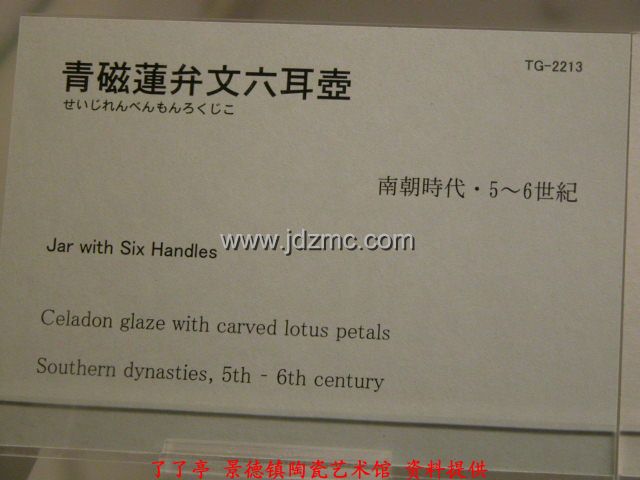 TG-2213
青磁蓮弁文六耳壺
せいじれんべんもんろくじこ
南朝時代・5～6世紀
www.jdzmc.com
Jar with Six Handles
Celadon glaze with carved lotus petals
Southern dynasties, 5th - 6th century
了了亭 景德镇陶瓷艺术馆 资料提供